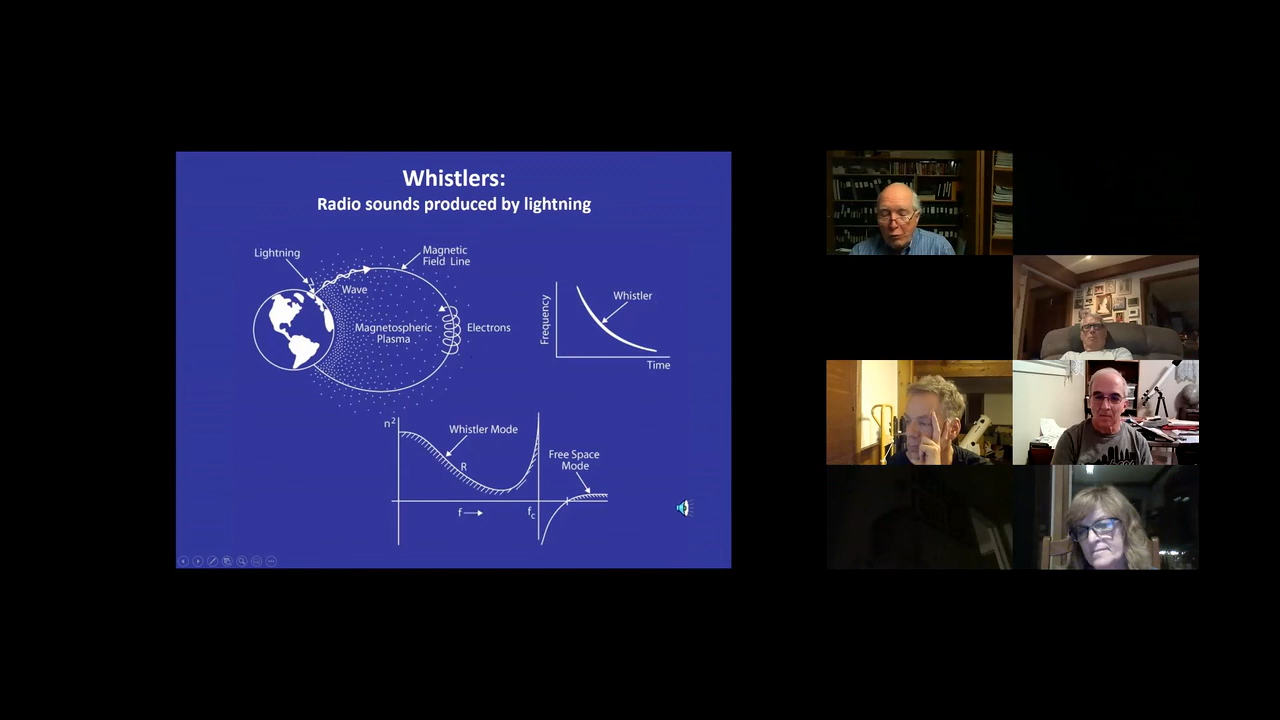 Whistlers:
Radio sounds produced by lightning
Lightning
Magnetic
Field Line
Wave
Magnetospheric
Plasma
Electrons
Frequency
Whistler
Time
n²
Whistler Mode
R
Free Space
Mode
f
fc